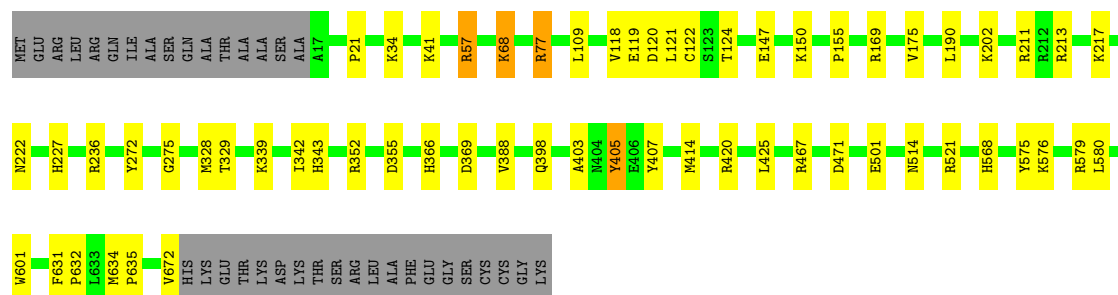 MET GLU ARG LEU ARG GLN ILE ALA SER GLN ALA THR ALA ALA SER ALA A17 P21 K34 K41 R57 K68 R77 L109 V118 E119 D120 L121 C122 S123 T124 E147 K150 P155 R169 V175 L190 K202 R211 R212 R213 K217
N222 H227 R236 Y272 G275 M328 T329 K339 I342 H343 R352 D355 H366 D369 V388 Q398 A403 N404 Y405 E406 Y407 M414 R420 L425 R467 D471 E501 N514 R521 H568 Y575 K576 R579 L580
W601 F631 P632 L633 M634 P635 V672 HIS LYS GLU THR LYS ASP LYS THR SER ARG LEU ALA PHE GLU GLY SER CYS CYS GLY LYS